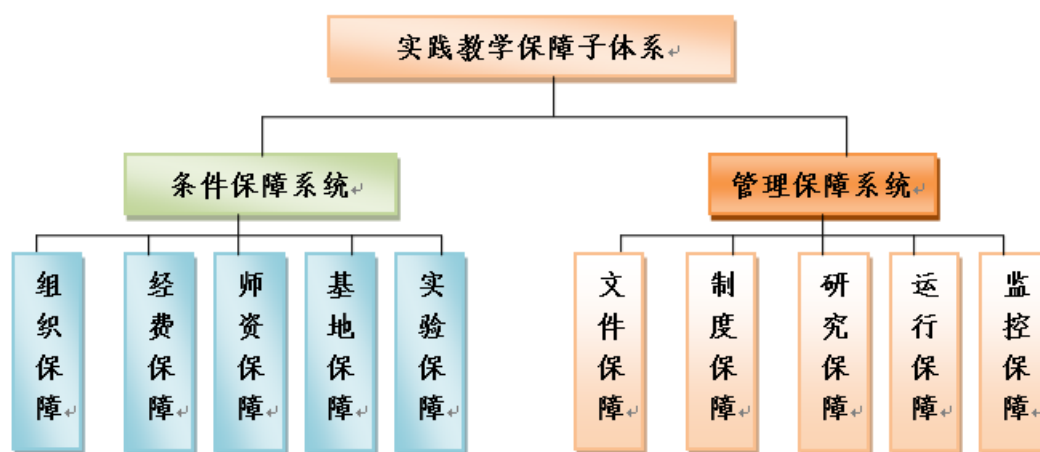 实践教学保障子体系
条件保障系统
管理保障系统
组织保障
经费保障
师资保障
基地保障
实验保障
文件保障
制度保障
研究保障
运行保障
监控保障